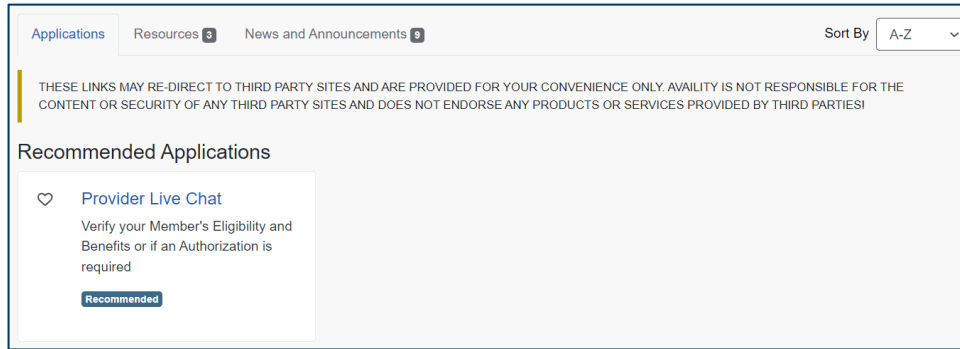 Applications Resources 3 News and Announcements 9 Sort By A-Z
THESE LINKS MAY RE-DIRECT TO THIRD PARTY SITES AND ARE PROVIDED FOR YOUR CONVENIENCE ONLY. AVAILITY IS NOT RESPONSIBLE FOR THE
CONTENT OR SECURITY OF ANY THIRD PARTY SITES AND DOES NOT ENDORSE ANY PRODUCTS OR SERVICES PROVIDED BY THIRD PARTIES!
Recommended Applications
Provider Live Chat
Verify your Member's Eligibility and
Benefits or if an Authorization is
required
Recommended